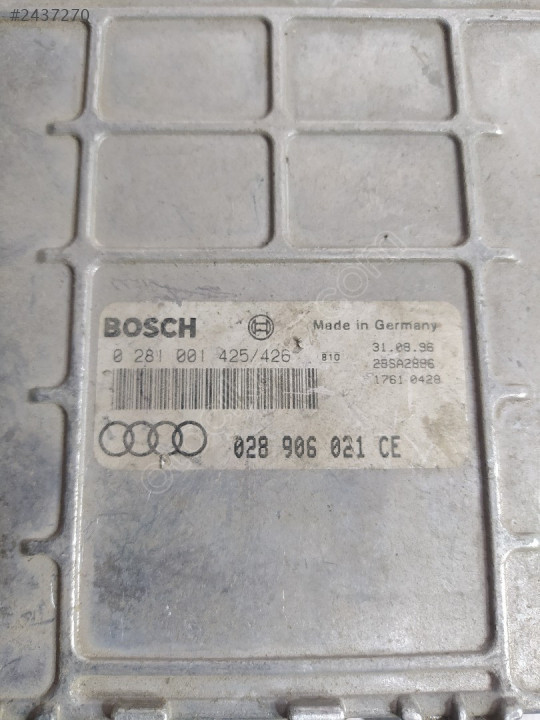 #2437270
BOSCH
Made in Germany
0 281 001 425/426
810
31.08.96
28SA2886
1761 0428
028 906 021 CE